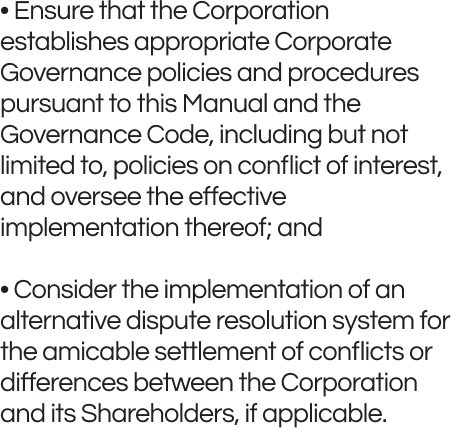 • Ensure that the Corporation
establishes appropriate Corporate
Governance policies and procedures
pursuant to this Manual and the
Governance Code, including but not
limited to, policies on conflict of interest,
and oversee the effective
implementation thereof; and
• Consider the implementation of an
alternative dispute resolution system for
the amicable settlement of conflicts or
differences between the Corporation
and its Shareholders, if applicable.